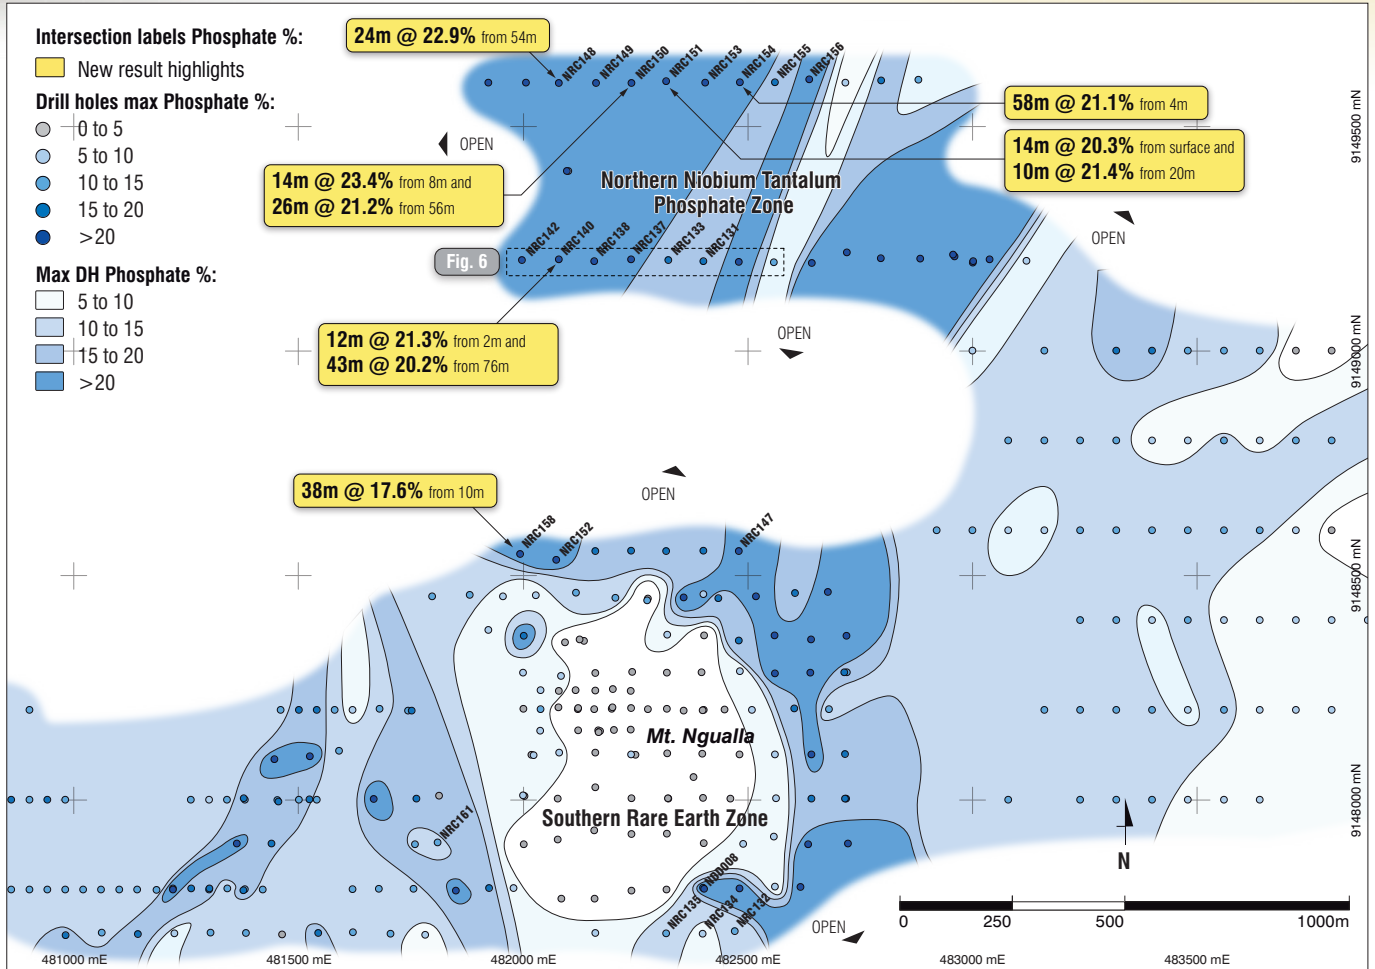 Intersection labels Phosphate %:
New result highlights
Drill holes max Phosphate %:
0 to 5
5 to 10
10 to 15
15 to 20
>20
Max DH Phosphate %:
5 to 10
10 to 15
15 to 20
>20
24m @ 22.9% from 54m
NRC148
NRC149
NRC150
NRC151
NRC153
NRC154
NRC155
NRC156
58m @ 21.1% from 4m
14m @ 20.3% from surface and
10m @ 21.4% from 20m
OPEN
14m @ 23.4% from 8m and
26m @ 21.2% from 56m
Northern Niobium Tantalum
Phosphate Zone
OPEN
Fig. 6
NRC142
NRC140
NRC138
NRC137
NRC133
NRC131
12m @ 21.3% from 2m and
43m @ 20.2% from 76m
OPEN
38m @ 17.6% from 10m
OPEN
NRC158
NRC152
NRC147
Mt. Ngualla
Southern Rare Earth Zone
NRC161
NDD008
NRC135
NRC134
NRC132
OPEN
N
0
250
500
1000m
9149500 mN
9149000 mN
9148500 mN
9148000 mN
481000 mE
481500 mE
482000 mE
482500 mE
483000 mE
483500 mE